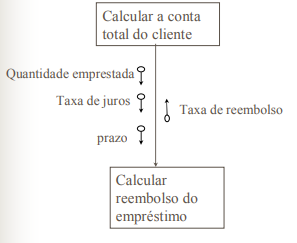 Calcular a conta
total do cliente
Quantidade emprestada
Taxa de juros
Taxa de reembolso
prazo
Calcular
reembolso do
empréstimo